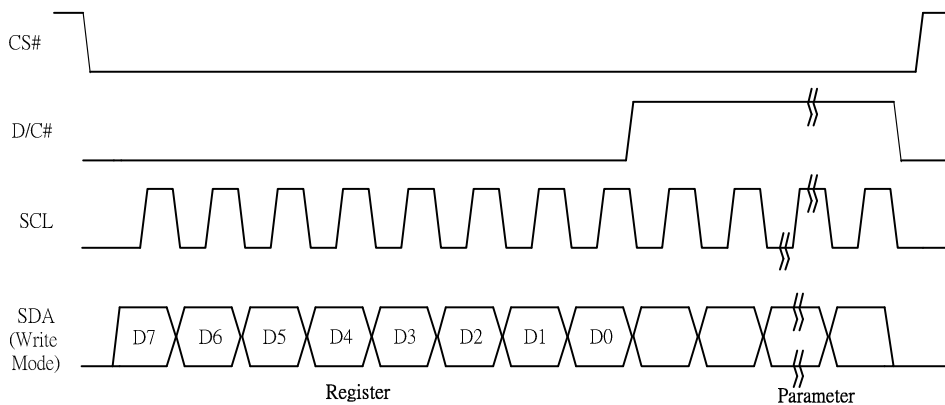 CS#
D/C#
SCL
SDA
(Write
Mode)
D7 D6 D5 D4 D3 D2 D1 D0
Register Parameter